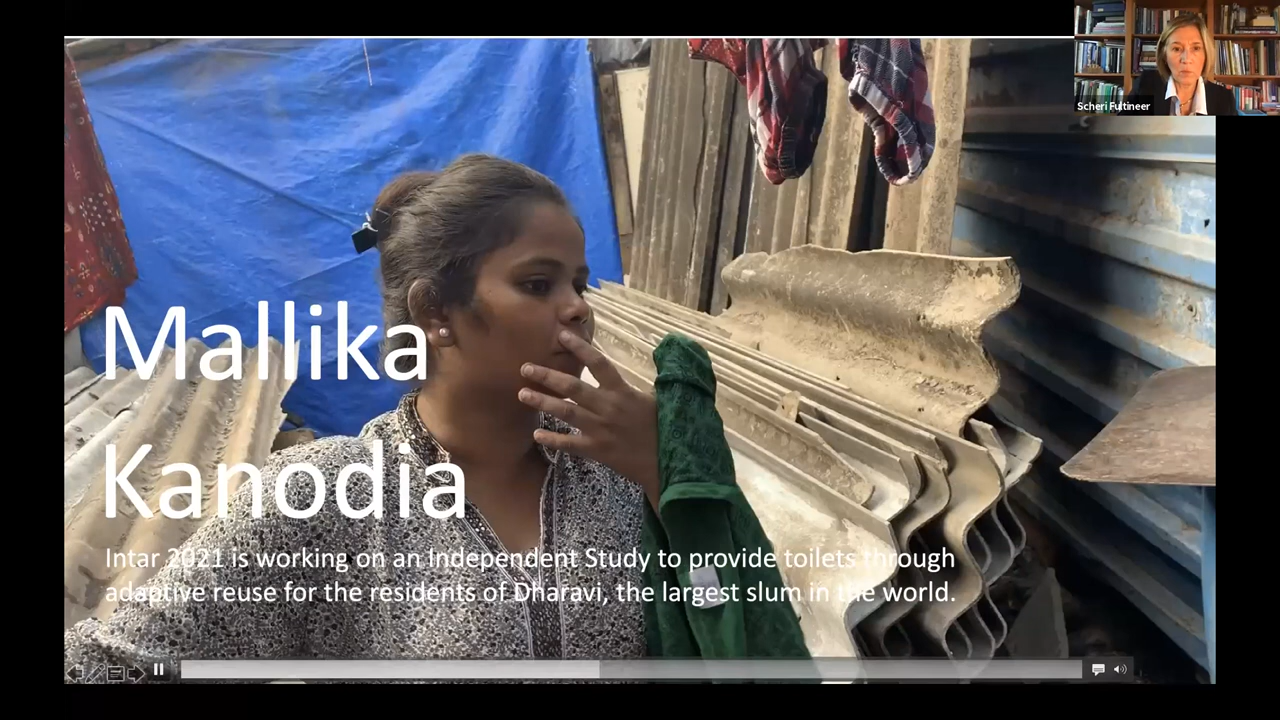 Scheri Fultineer
Mallika
Kanodia
Intar 2021 is working on an Independent Study to provide toilets through
adaptive reuse for the residents of Dharavi, the largest slum in the world.